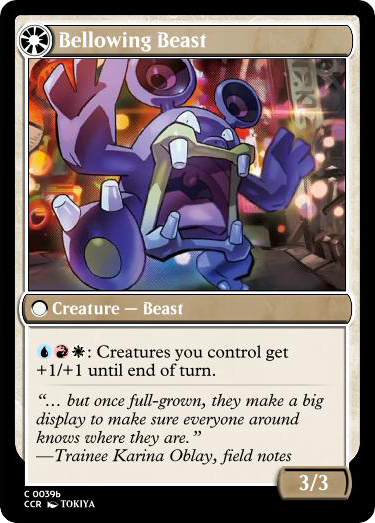 Bellowing Beast
Creature — Beast
: Creatures you control get
+1/+1 until end of turn.
“… but once full-grown, they make a big
display to make sure everyone around
knows where they are.”
—Trainee Karina Oblay, field notes
3/3
C 0039b
CCR TOKIYA